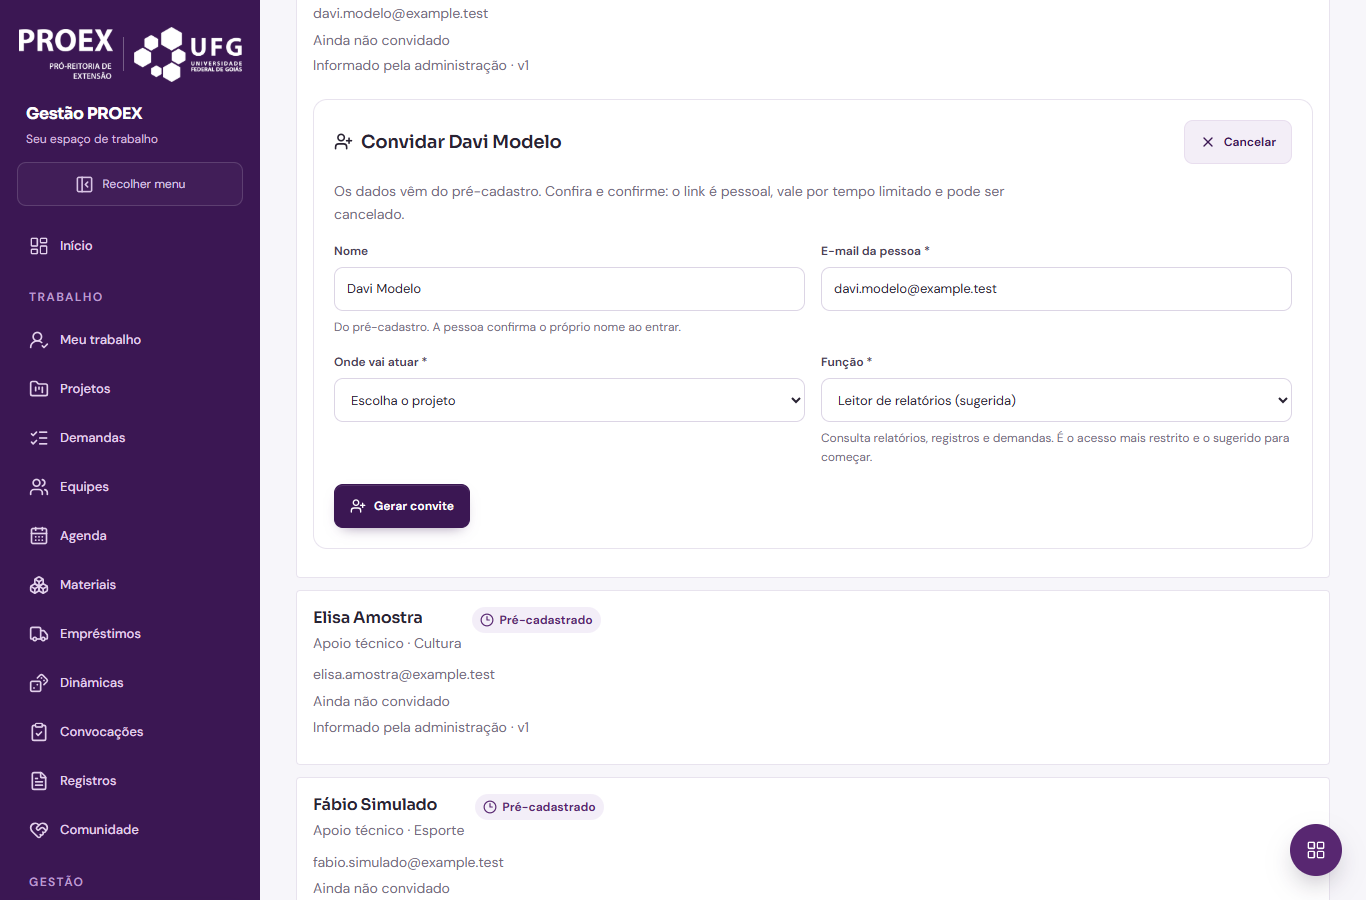 PROEX
PRÓ-REITORIA DE
EXTENSÃO
UFG
UNIVERSIDADE
FEDERAL DE GOIÁS
Gestão PROEX
Seu espaço de trabalho
Recolher menu
Início
TRABALHO
Meu trabalho
Projetos
Demandas
Equipes
Agenda
Materiais
Empréstimos
Dinâmicas
Convocações
Registros
Comunidade
GESTÃO
davi.modelo@example.test
Ainda não convidado
Informado pela administração · v1
Convidar Davi Modelo
Cancelar
Os dados vêm do pré-cadastro. Confira e confirme: o link é pessoal, vale por tempo limitado e pode ser
cancelado.
Nome
E-mail da pessoa *
Davi Modelo
davi.modelo@example.test
Do pré-cadastro. A pessoa confirma o próprio nome ao entrar.
Onde vai atuar *
Função *
Escolha o projeto
Leitor de relatórios (sugerida)
Consulta relatórios, registros e demandas. É o acesso mais restrito e o sugerido para
começar.
Gerar convite
Elisa Amostra
Pré-cadastrado
Apoio técnico · Cultura
elisa.amostra@example.test
Ainda não convidado
Informado pela administração · v1
Fábio Simulado
Pré-cadastrado
Apoio técnico · Esporte
fabio.simulado@example.test
Ainda não convidado